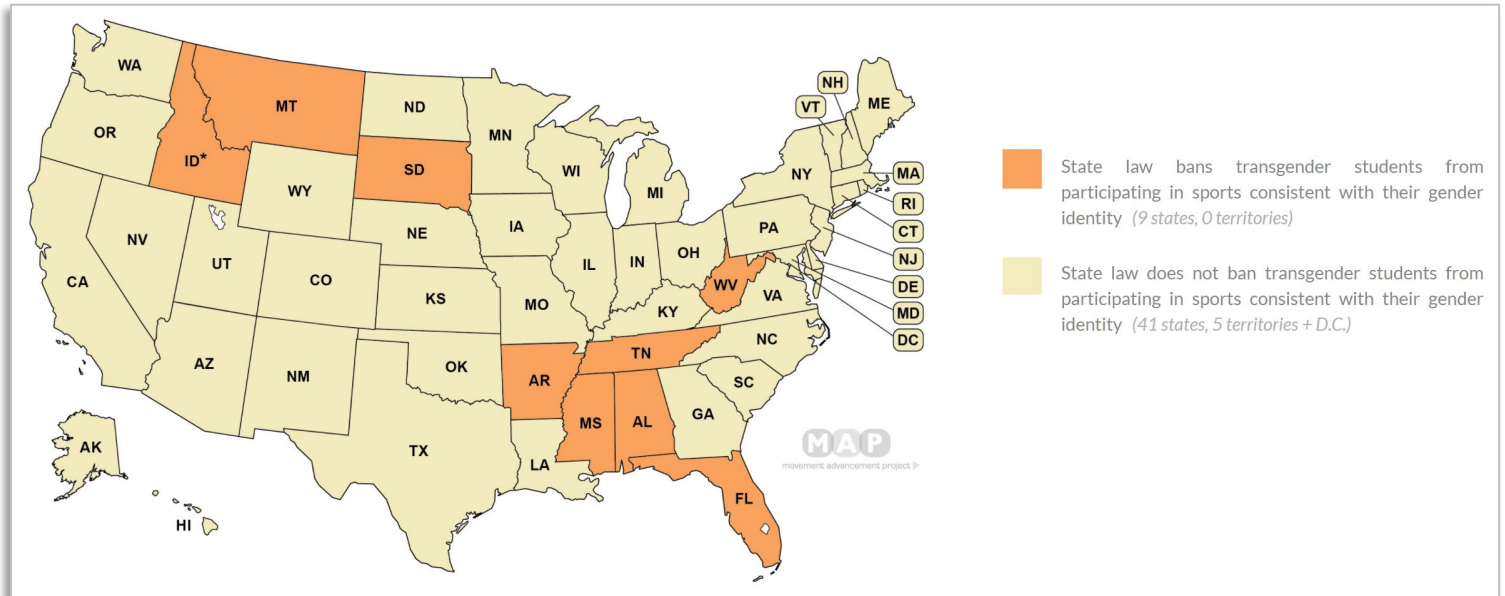 WA
OR
CA
NV
ID*
MT
WY
UT
AZ
CO
NM
ND
SD
NE
KS
OK
TX
MN
IA
MO
AR
LA
WI
IL
MI
IN
OH
KY
TN
MS
AL
GA
FL
SC
NC
VA
WV
PA
NY
VT
NH
ME
MA
RI
CT
NJ
DE
MD
DC
AK
HI
MAP
movement advancement project
State law bans transgender students from
participating in sports consistent with their gender
identity (9 states, 0 territories)
State law does not ban transgender students from
participating in sports consistent with their gender
identity (41 states, 5 territories + D.C.)